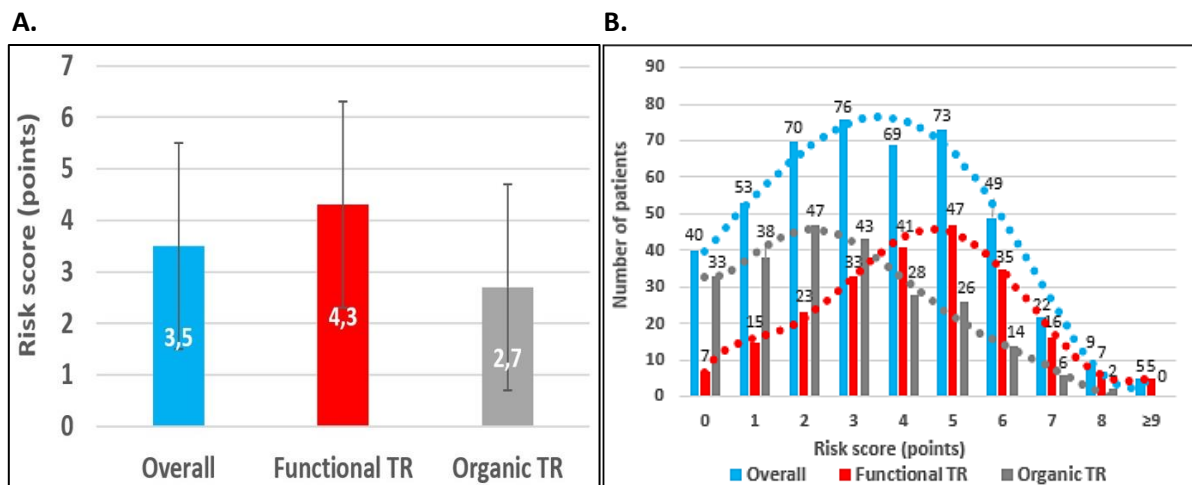 A.
Risk score (points)
7
6
5
4
3
2
1
0
3,5
4,3
2,7
Overall Functional TR Organic TR
B.
Number of patients
90
80
70
60
50
40
30
20
10
0
40 7 33
53 15 38
70 23 47
76 33 43
69 41 28
73 47 26
49 35 14
22 16 6
9 7 2
5 5 0
0 1 2 3 4 5 6 7 8 ≥9
Risk score (points)
Overall Functional TR Organic TR